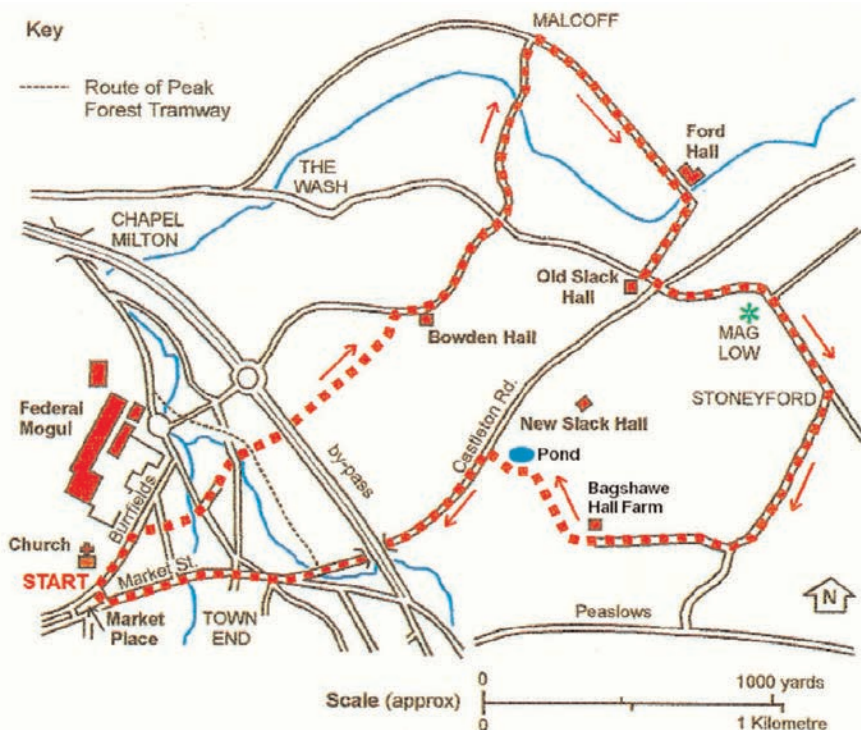 MALCOFF
Key
Route of Peak
Forest Tramway
Ford
Hall
THE
WASH
CHAPEL
MILTON
Old Slack
Hall
Bowden Hall
MAG
LOW
Federal
Mogul
STONEYFORD
New Slack Hall
Castleton Rd.
by-pass
Pond
Burrfields
Bagshawe
Hall Farm
Church
START
Market St.
Market
Place
TOWN
END
Peaslows
N
Scale (approx)
0
1000 yards
0
1 Kilometre